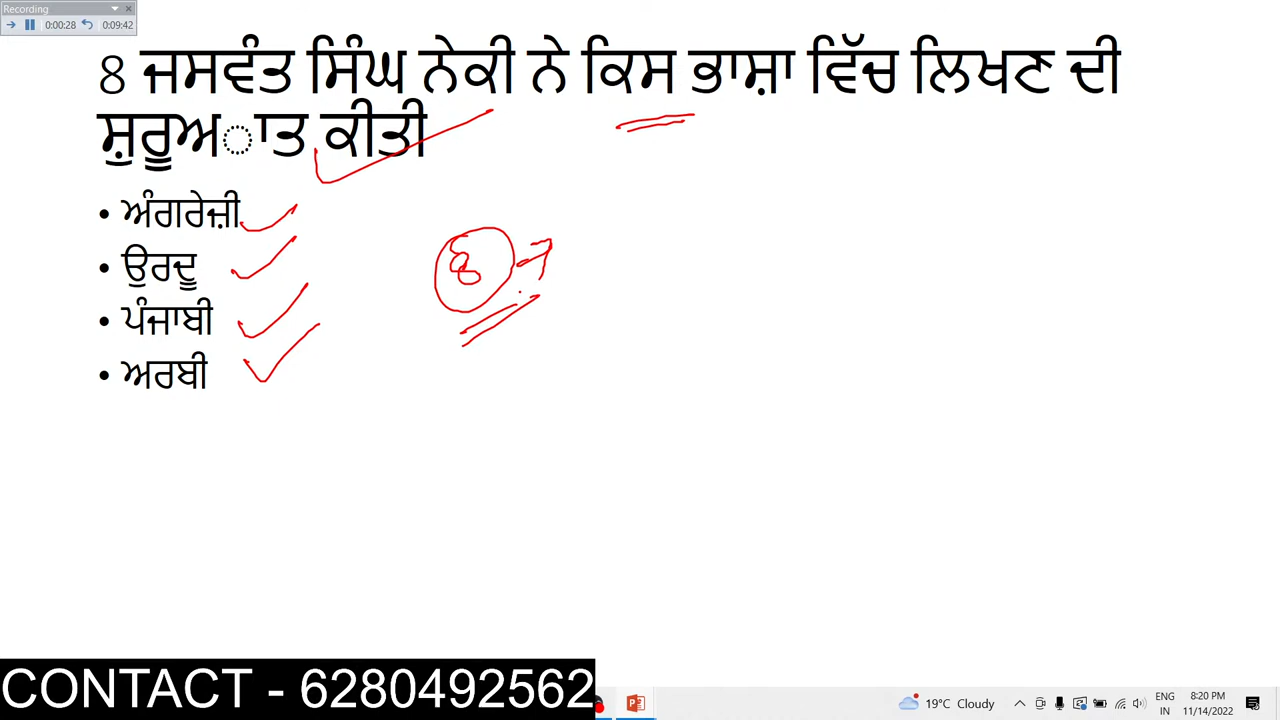 Recording
0:00:28 0:09:42
8 ਜਸਵੰਤ ਸਿੰਘ ਨੇਕੀ ਨੇ ਕਿਸ ਭਾਸ਼ਾ ਵਿੱਚ ਲਿਖਣ ਦੀ
ਸ਼ੁਰੂਅਾਤ ਕੀਤੀ
• ਅੰਗਰੇਜ਼ੀ
• ਉਰਦੂ
• ਪੰਜਾਬੀ
• ਅਰਬੀ
8
CONTACT - 6280492562
19°C Cloudy
ENG
IN
8:20 PM
11/14/2022